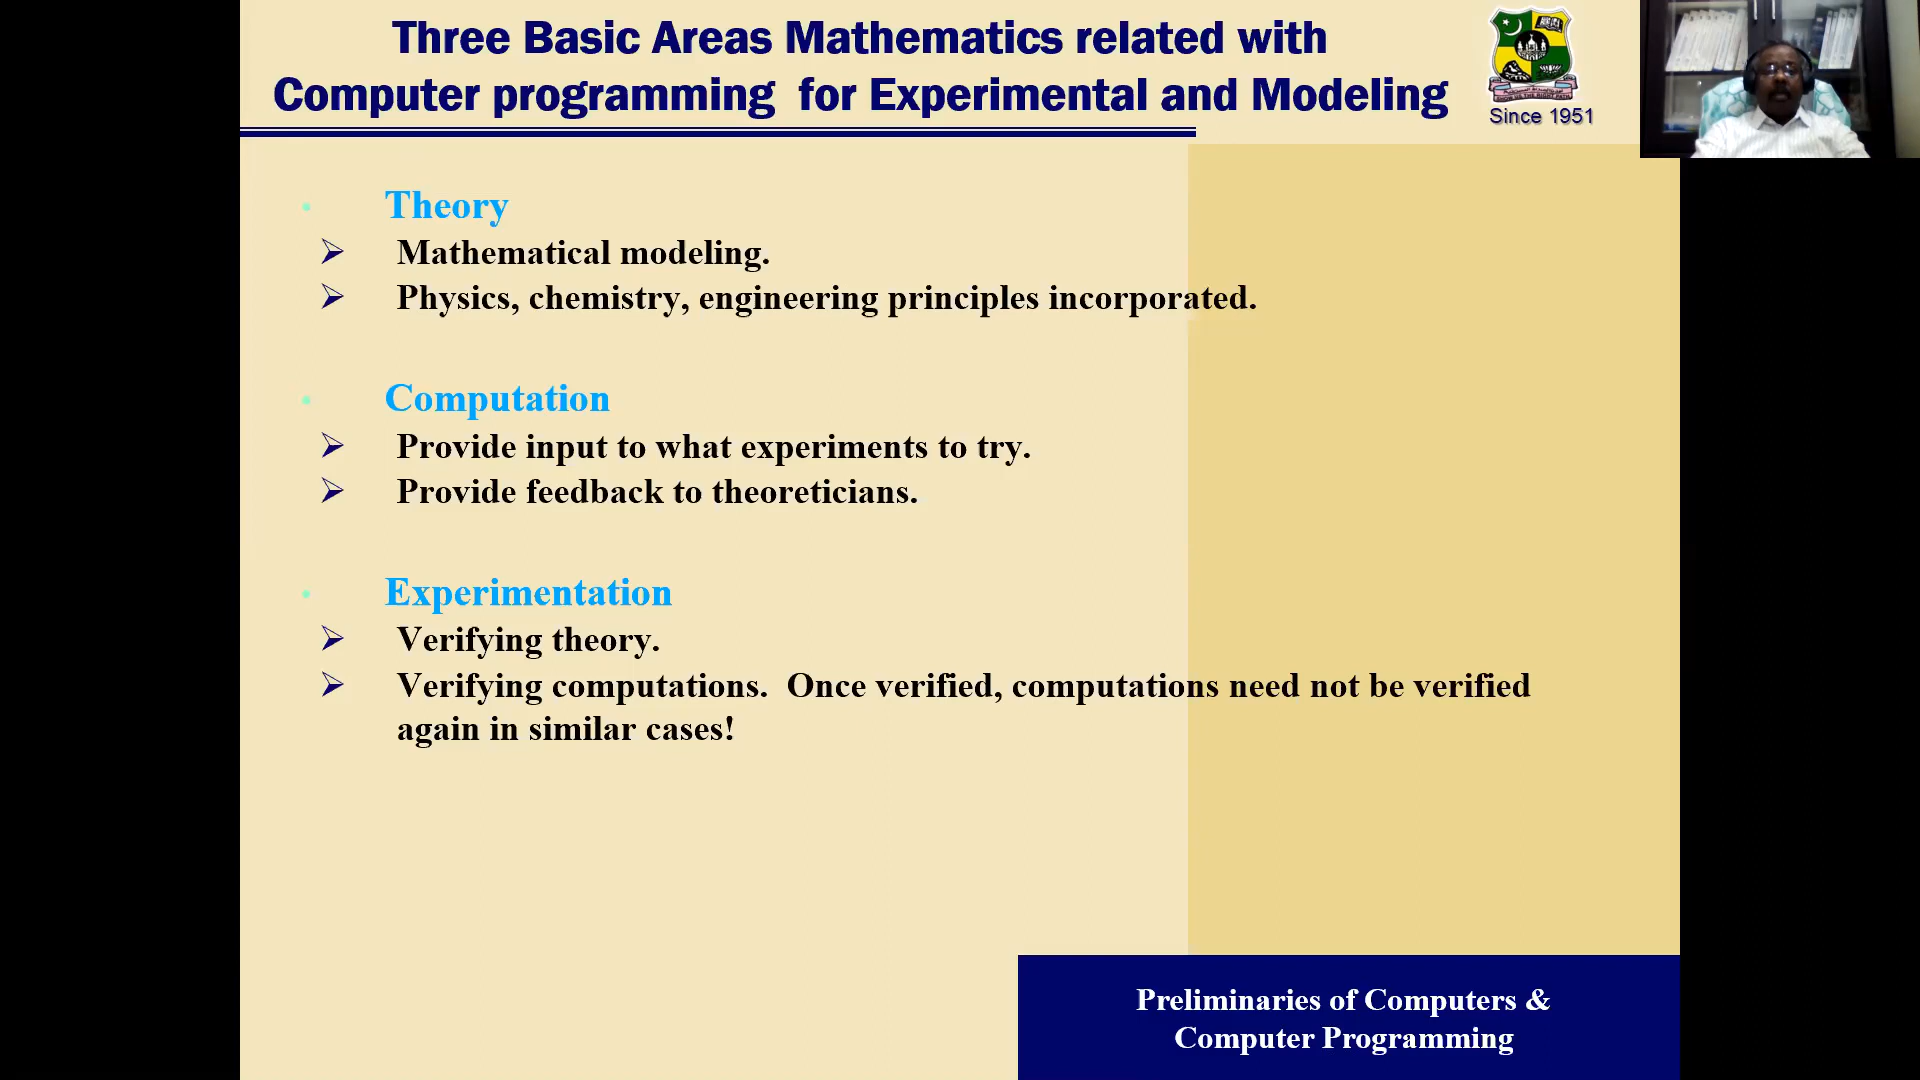 Three Basic Areas Mathematics related with
Computer programming for Experimental and Modeling
Since 1951
• Theory
➢ Mathematical modeling.
➢ Physics, chemistry, engineering principles incorporated.
• Computation
➢ Provide input to what experiments to try.
➢ Provide feedback to theoreticians.
• Experimentation
➢ Verifying theory.
➢ Verifying computations. Once verified, computations need not be verified
again in similar cases!
Preliminaries of Computers &
Computer Programming